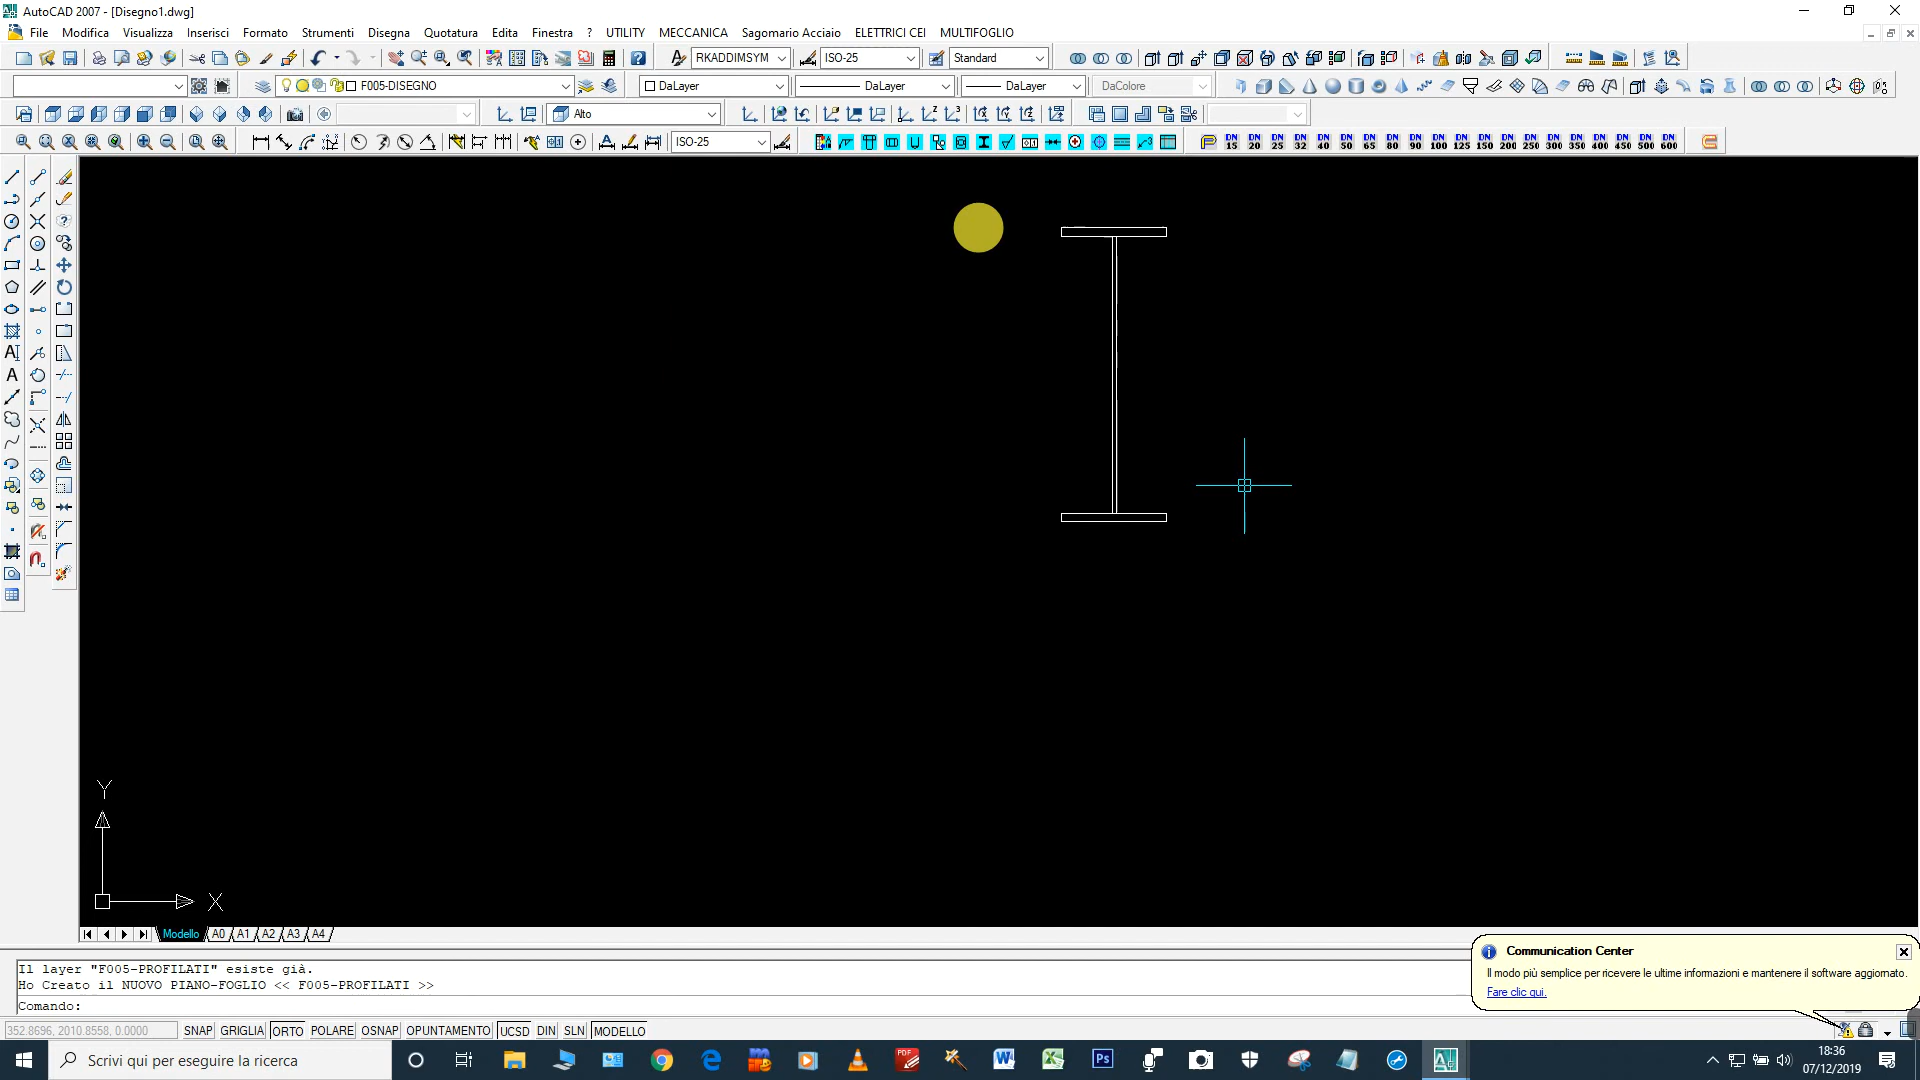 AutoCAD 2007 - [Disegno1.dwg]
File Modifica Visualizza Inserisci Formato Strumenti Disegna Quotatura Edita Finestra ? UTILITY MECCANICA Sagomario Acciaio ELETTRICI CEI MULTIFOGLIO
RKADDIMSYM ISO-25 Standard
F005-DISEGNO DaLayer DaLayer DaLayer DaColore
Alto
ISO-25 DN 15 DN 20 DN 25 DN 32 DN 40 DN 50 DN 65 DN 80 DN 90 DN 100 DN 125 DN 150 DN 200 DN 250 DN 300 DN 350 DN 400 DN 450 DN 500 DN 600
Y
X
Modello A0 A1 A2 A3 A4
Il layer "F005-PROFILATI" esiste già.
Ho Creato il NUOVO PIANO-FOGLIO << F005-PROFILATI >>
Comando:
Communication Center
Il modo più semplice per ricevere le ultime informazioni e mantenere il software aggiornato.
Fare clic qui.
352.8696, 2010.8558, 0.0000 SNAP GRIGLIA ORTO POLARE OSNAP OPUNTAMENTO UCSD DIN SLN MODELLO
Scrivi qui per eseguire la ricerca
18:36
07/12/2019